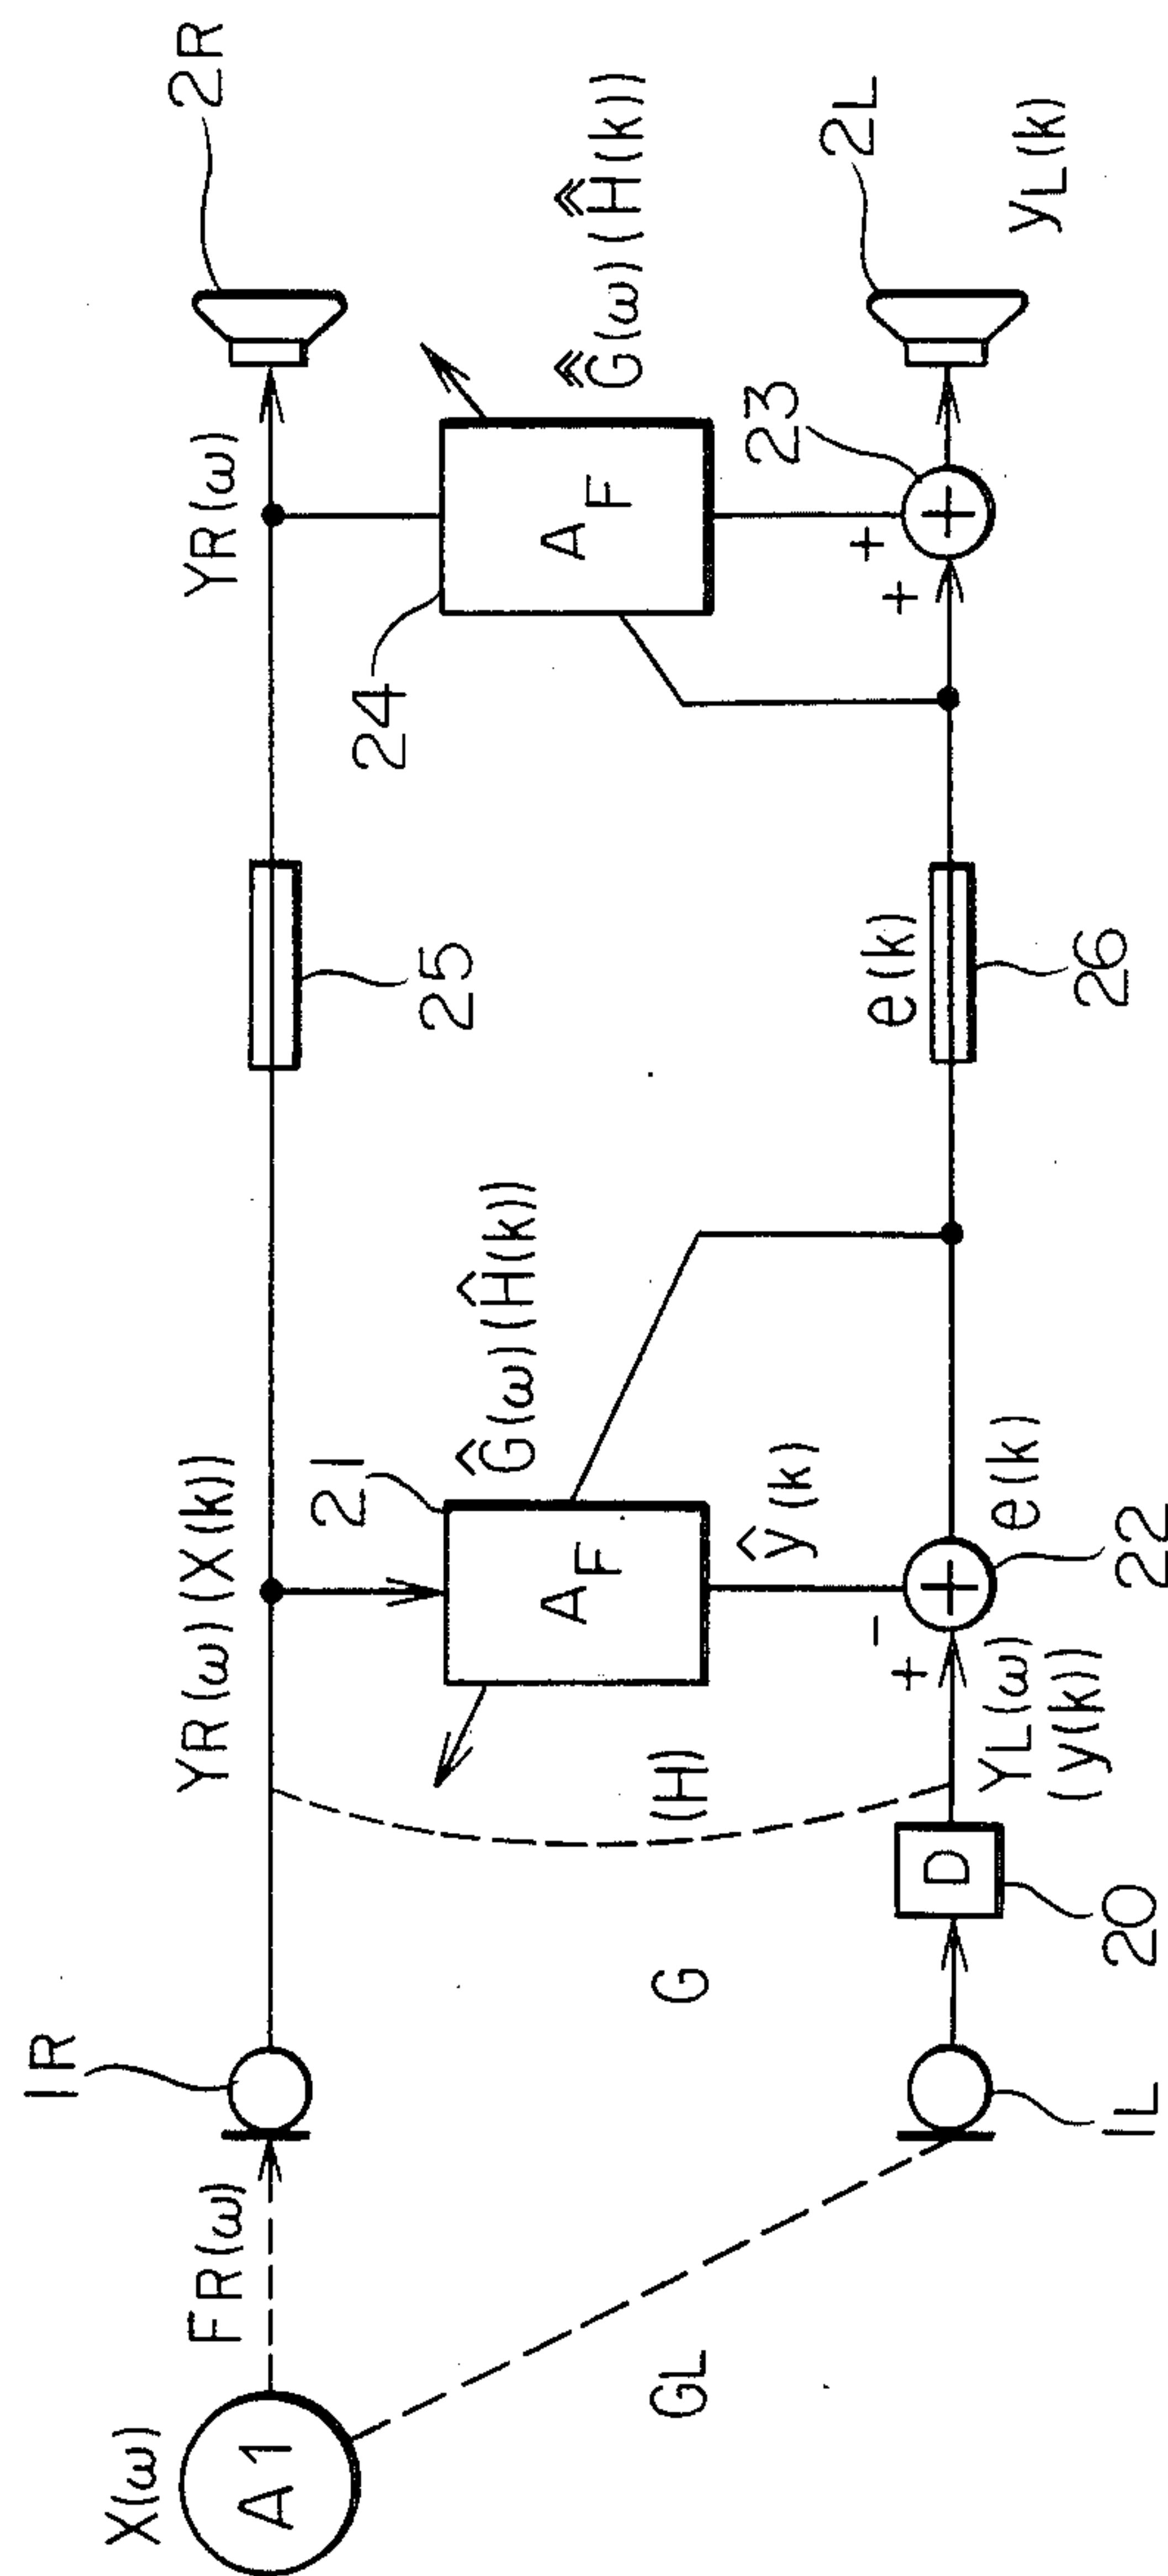 X(ω)
A1
FR(ω)
GL
1R
1L
G
D
20
(H)
YR(ω)(X(k))
YL(ω)
(y(k))
+
-
+
22
e(k)
21
AF
Ĝ(ω)(Ĥ(k))
ŷ(k)
25
e(k)
26
YR(ω)
24
AF
Ĝ̂(ω)(Ĥ̂(k))
+
+
+
23
2R
2L
yL(k)